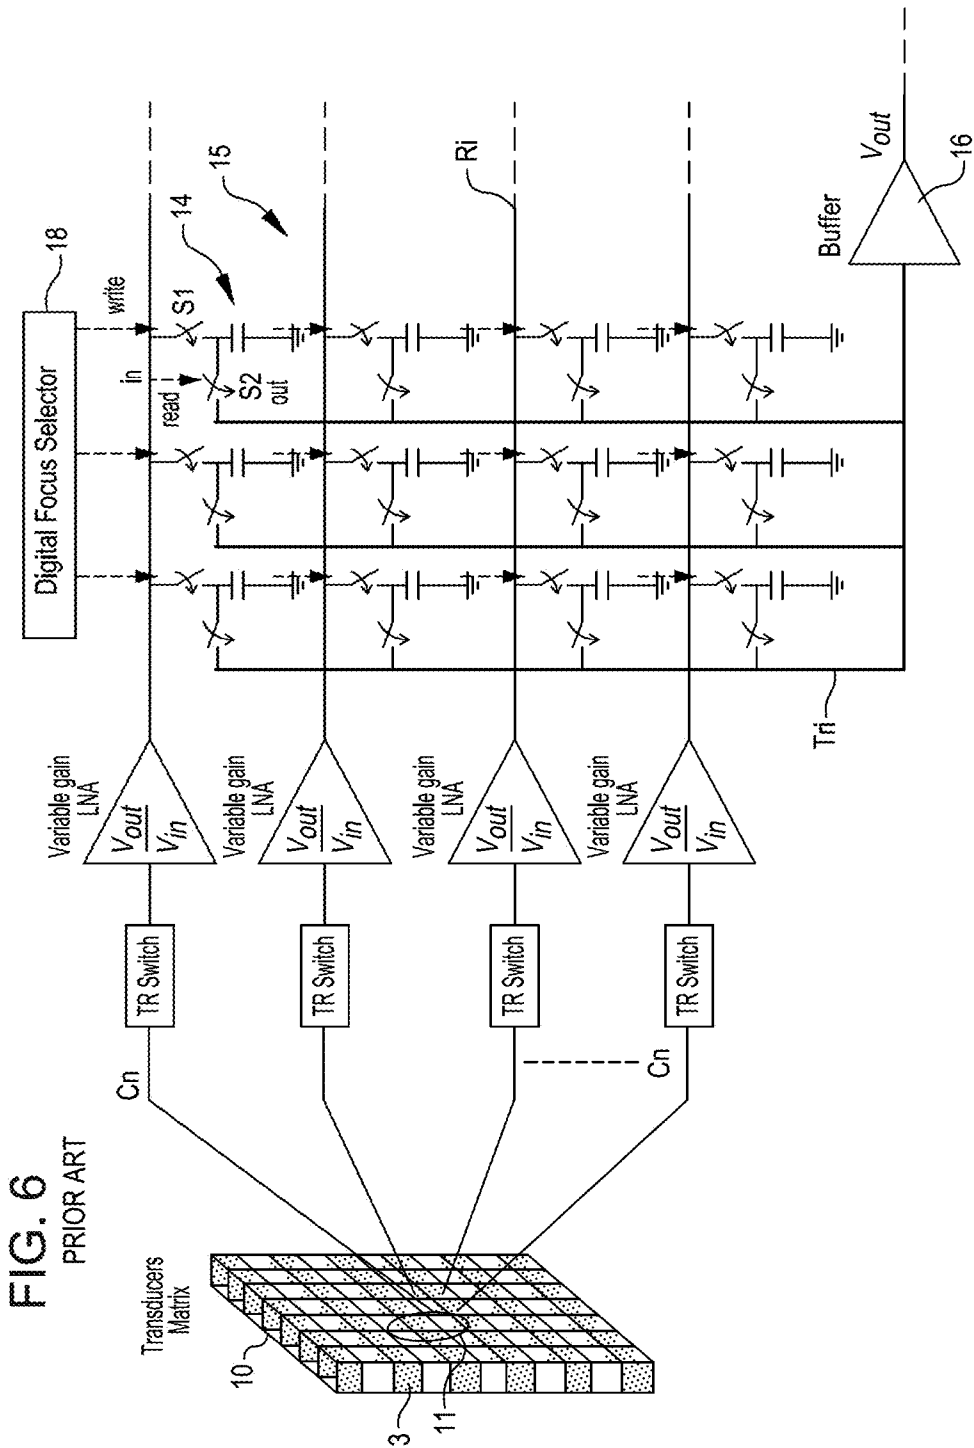 FIG. 6
PRIOR ART
Transducers
Matrix
10
3
11
Cn
Cn
TR Switch
TR Switch
TR Switch
TR Switch
Variable gain
LNA
Vout
Vin
Variable gain
LNA
Vout
Vin
Variable gain
LNA
Vout
Vin
Variable gain
LNA
Vout
Vin
Digital Focus Selector
18
write
in
read
S1
S2
out
14
15
Ri
Tri
Buffer
Vout
16